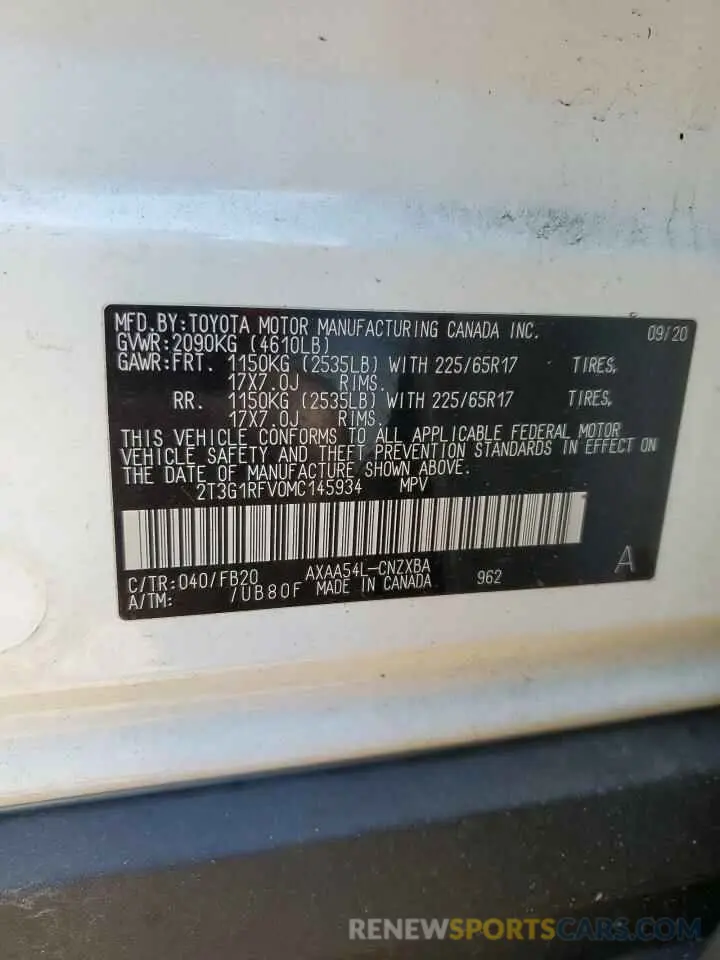 MFD.BY:TOYOTA MOTOR MANUFACTURING CANADA INC. 09/20
GVWR:2090KG (4610LB)
GAWR:FRT. 1150KG (2535LB) WITH 225/65R17 TIRES,
17X7.0J RIMS.
RR. 1150KG (2535LB) WITH 225/65R17 TIRES,
17X7.0J RIMS.
THIS VEHICLE CONFORMS TO ALL APPLICABLE FEDERAL MOTOR
VEHICLE SAFETY AND THEFT PREVENTION STANDARDS IN EFFECT ON
THE DATE OF MANUFACTURE SHOWN ABOVE.
2T3G1RFV0MC145934 MPV
C/TR:040/FB20 AXAA54L-CNZXBA 962 A
A/TM: /UB80F MADE IN CANADA
RENEWSPORTSCARS.COM